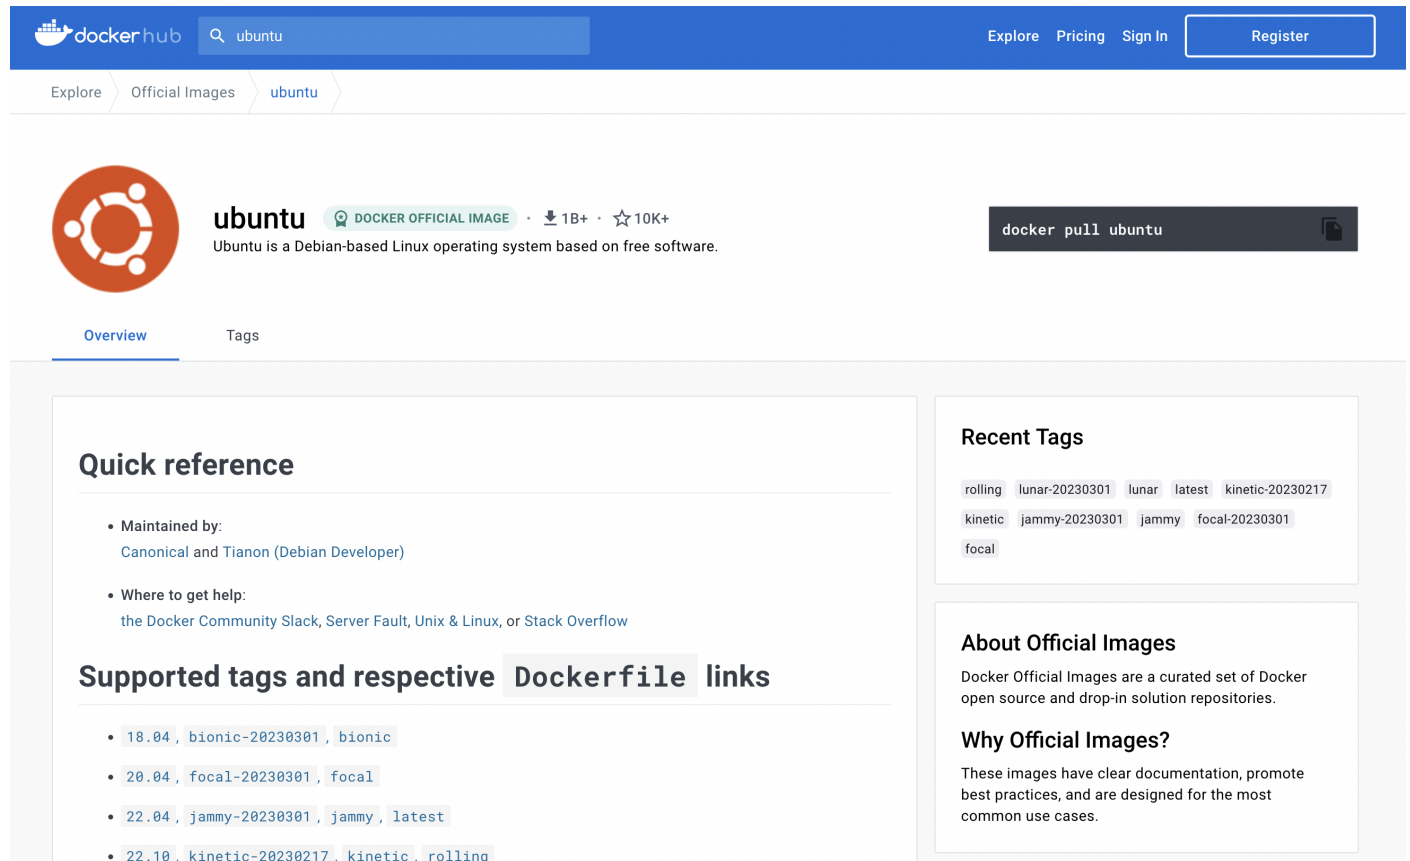 docker hub
ubuntu
Explore Pricing Sign In Register
Explore Official Images ubuntu
ubuntu DOCKER OFFICIAL IMAGE · 1B+ · 10K+
Ubuntu is a Debian-based Linux operating system based on free software.
docker pull ubuntu
Overview Tags
Quick reference
• Maintained by:
Canonical and Tianon (Debian Developer)
• Where to get help:
the Docker Community Slack, Server Fault, Unix & Linux, or Stack Overflow
Supported tags and respective Dockerfile links
• 18.04, bionic-20230301, bionic
• 20.04, focal-20230301, focal
• 22.04, jammy-20230301, jammy, latest
• 22.10, kinetic-20230217, kinetic, rolling
Recent Tags
rolling lunar-20230301 lunar latest kinetic-20230217
kinetic jammy-20230301 jammy focal-20230301
focal
About Official Images
Docker Official Images are a curated set of Docker
open source and drop-in solution repositories.
Why Official Images?
These images have clear documentation, promote
best practices, and are designed for the most
common use cases.